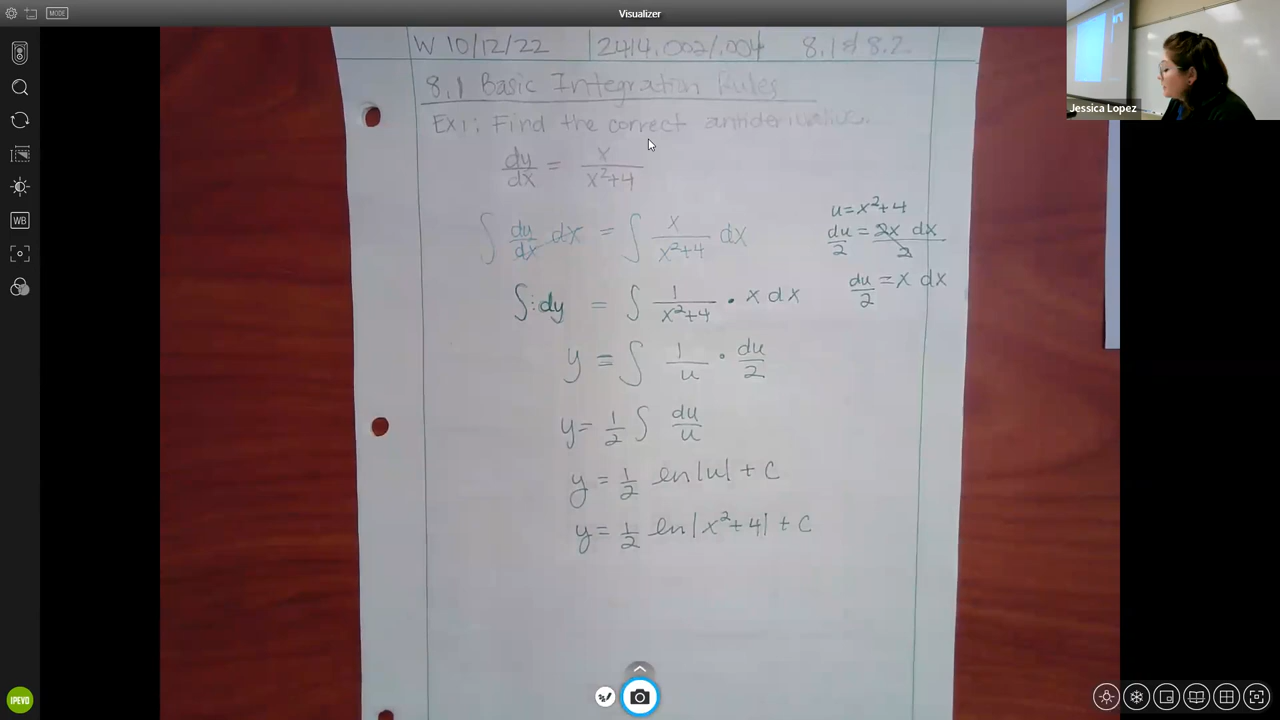 MODE
Visualizer
Jessica Lopez
W 10/12/22 2414.002/.004 8.1 & 8.2
8.1 Basic Integration Rules
Ex1: Find the correct antiderivative.
dy/dx = x/(x²+4)
∫ dy/dx dx = ∫ x/(x²+4) dx
u = x²+4
du/2 = 2x dx/2
du/2 = x dx
∫ dy = ∫ 1/(x²+4) • x dx
y = ∫ 1/u • du/2
y = 1/2 ∫ du/u
y = 1/2 ln|u| + C
y = 1/2 ln|x²+4| + C
WB
IPEVO